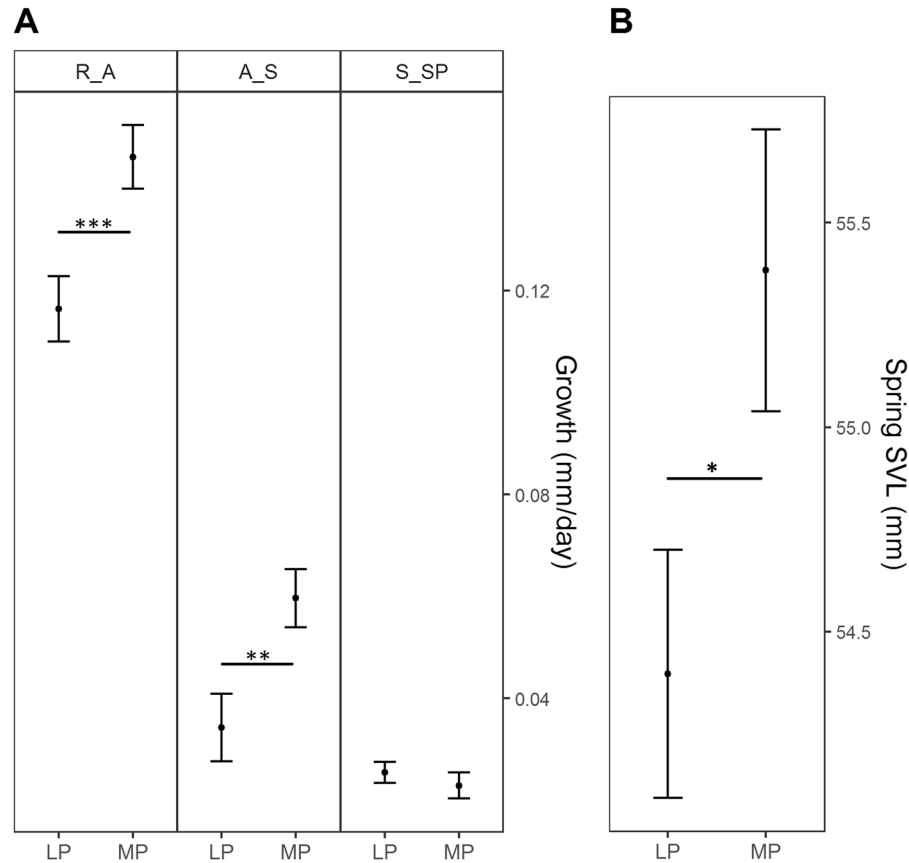 A
B
R_A A_S S_SP
***
**
*
0.12
0.08
0.04
Growth (mm/day)
55.5
55.0
54.5
Spring SVL (mm)
LP MP LP MP LP MP
LP MP